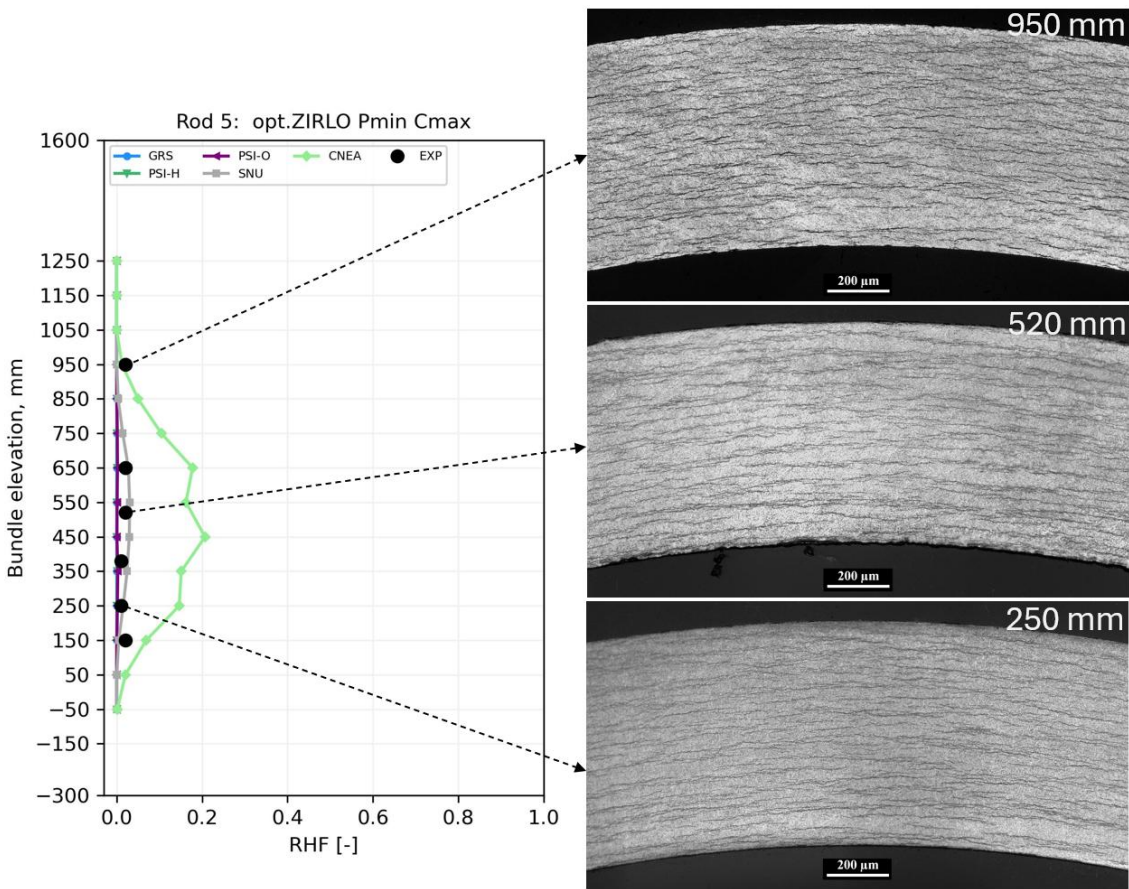 Rod 5: opt.ZIRLO Pmin Cmax
GRS PSI-O CNEA EXP
PSI-H SNU
Bundle elevation, mm
1600
1250
1150
1050
950
850
750
650
550
450
350
250
150
50
−50
−150
−300
0.0 0.2 0.4 0.6 0.8 1.0
RHF [-]
950 mm
200 µm
520 mm
200 µm
250 mm
200 µm